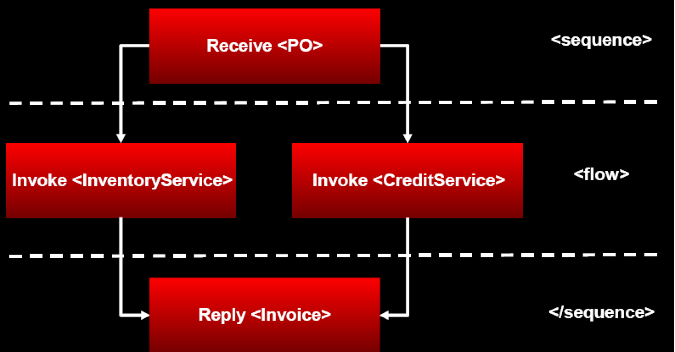 Receive <PO>
<sequence>
Invoke <InventoryService>
Invoke <CreditService>
<flow>
Reply <Invoice>
</sequence>